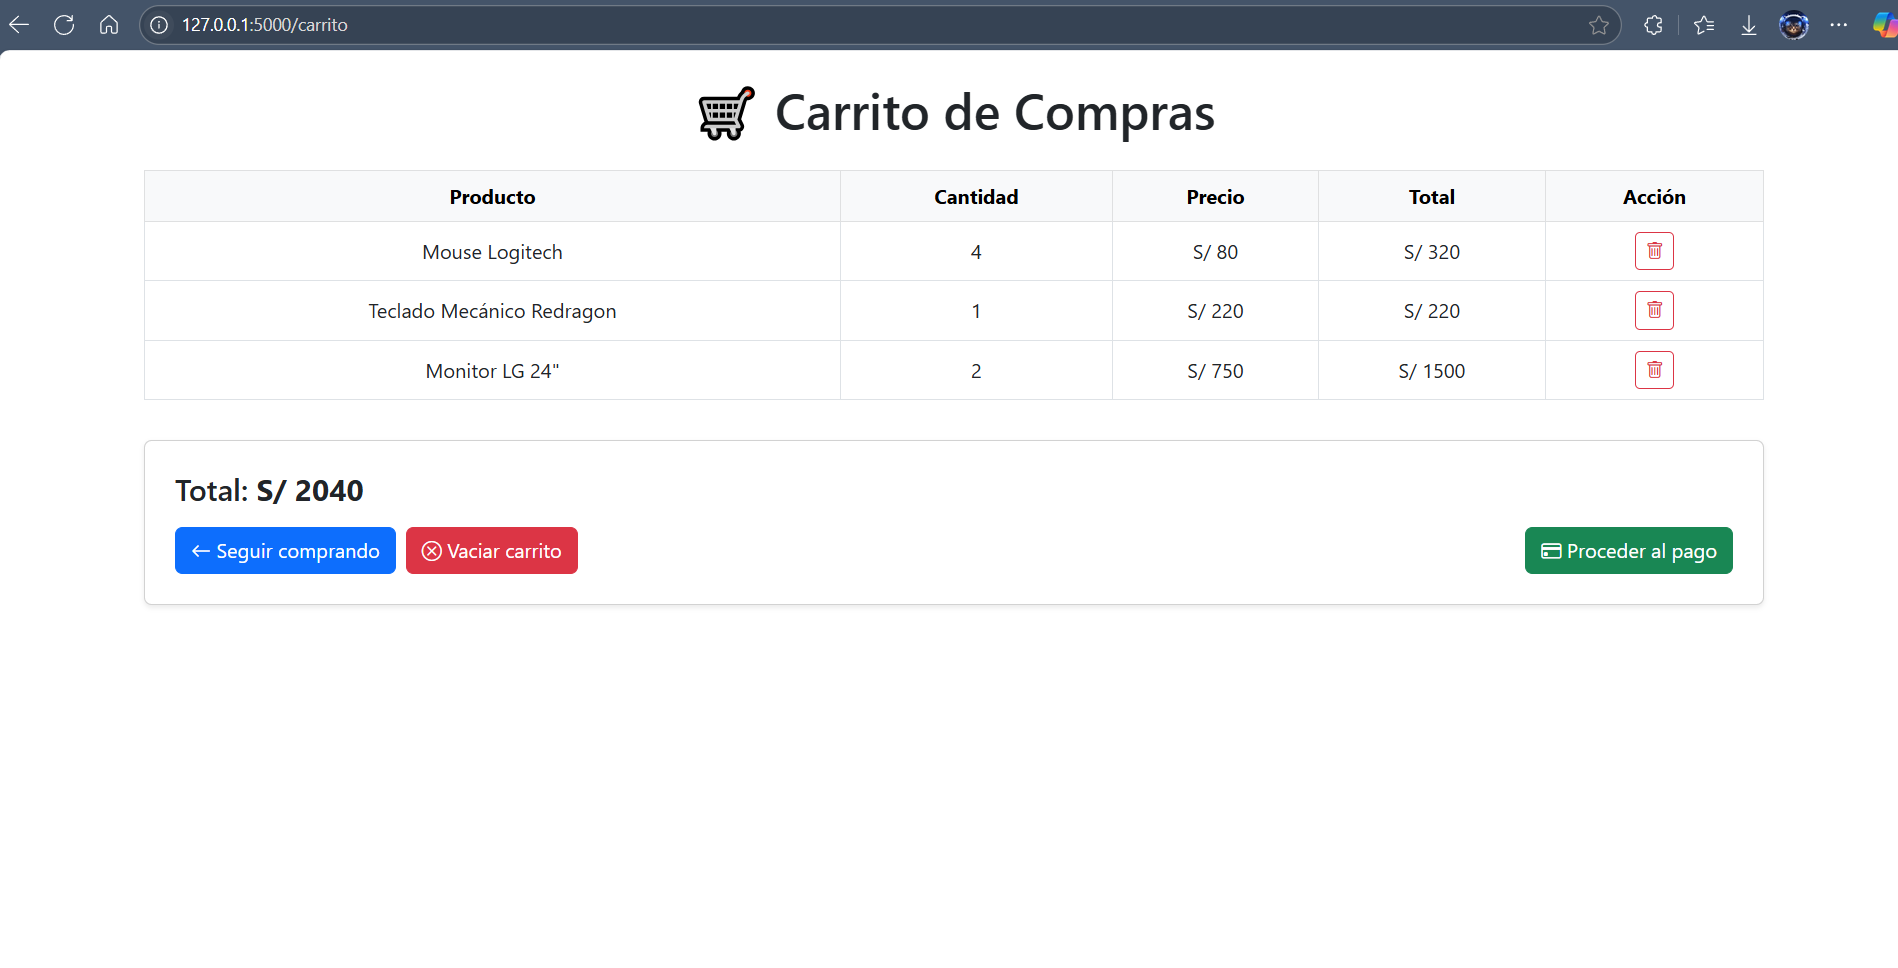 127.0.0.1:5000/carrito
Carrito de Compras
Producto Cantidad Precio Total Acción
Mouse Logitech 4 S/ 80 S/ 320
Teclado Mecánico Redragon 1 S/ 220 S/ 220
Monitor LG 24" 2 S/ 750 S/ 1500
Total: S/ 2040
Seguir comprando Vaciar carrito Proceder al pago